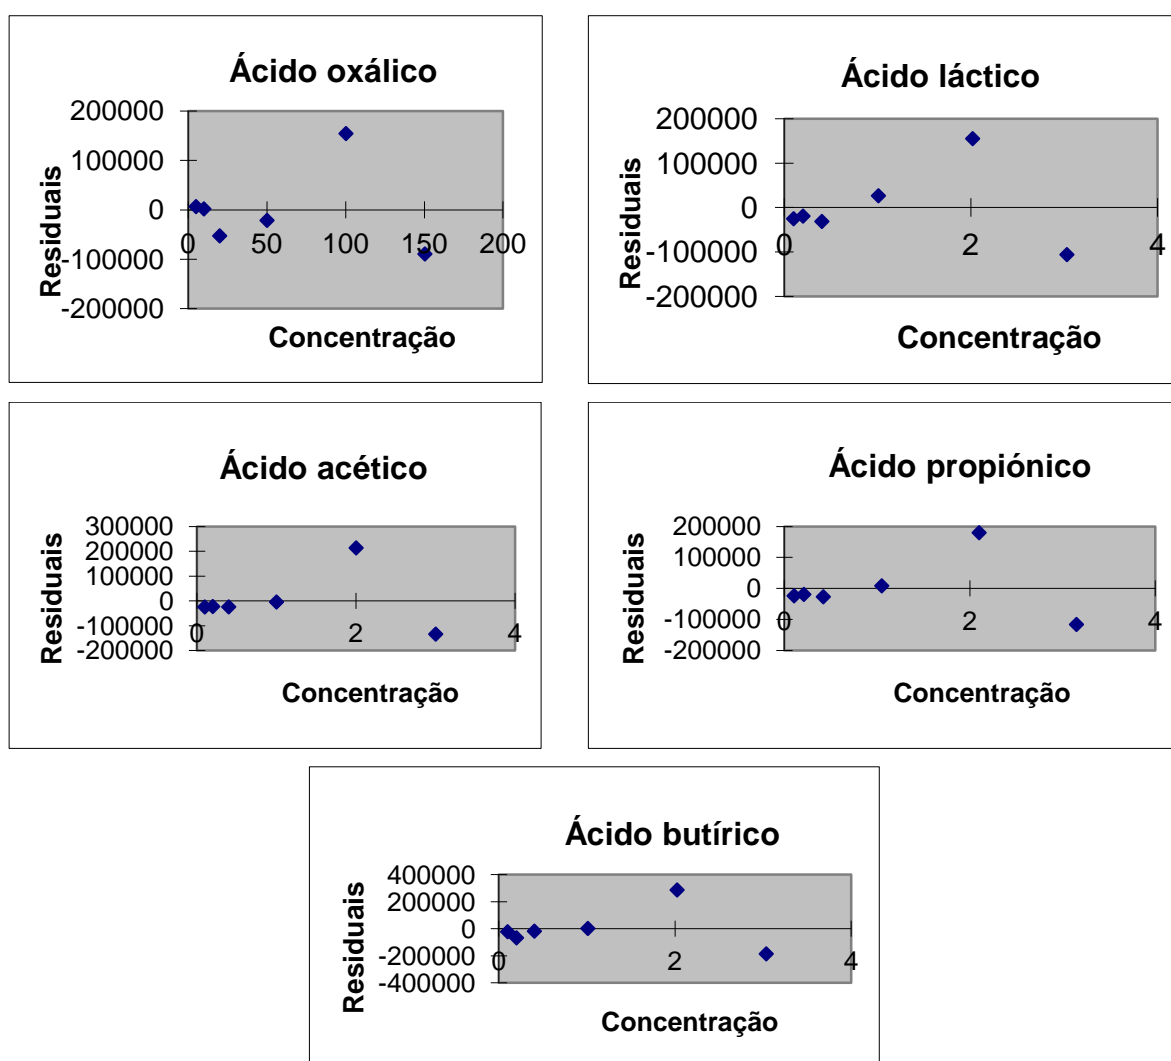 Ácido oxálico
200000
100000
0
-100000
-200000
0 50 100 150 200
Residuais
Concentração
Ácido láctico
200000
100000
0
-100000
-200000
0 2 4
Residuais
Concentração
Ácido acético
300000
200000
100000
0
-100000
-200000
0 2 4
Residuais
Concentração
Ácido propiónico
200000
100000
0
-100000
-200000
0 2 4
Residuais
Concentração
Ácido butírico
400000
200000
0
-200000
-400000
0 2 4
Residuais
Concentração